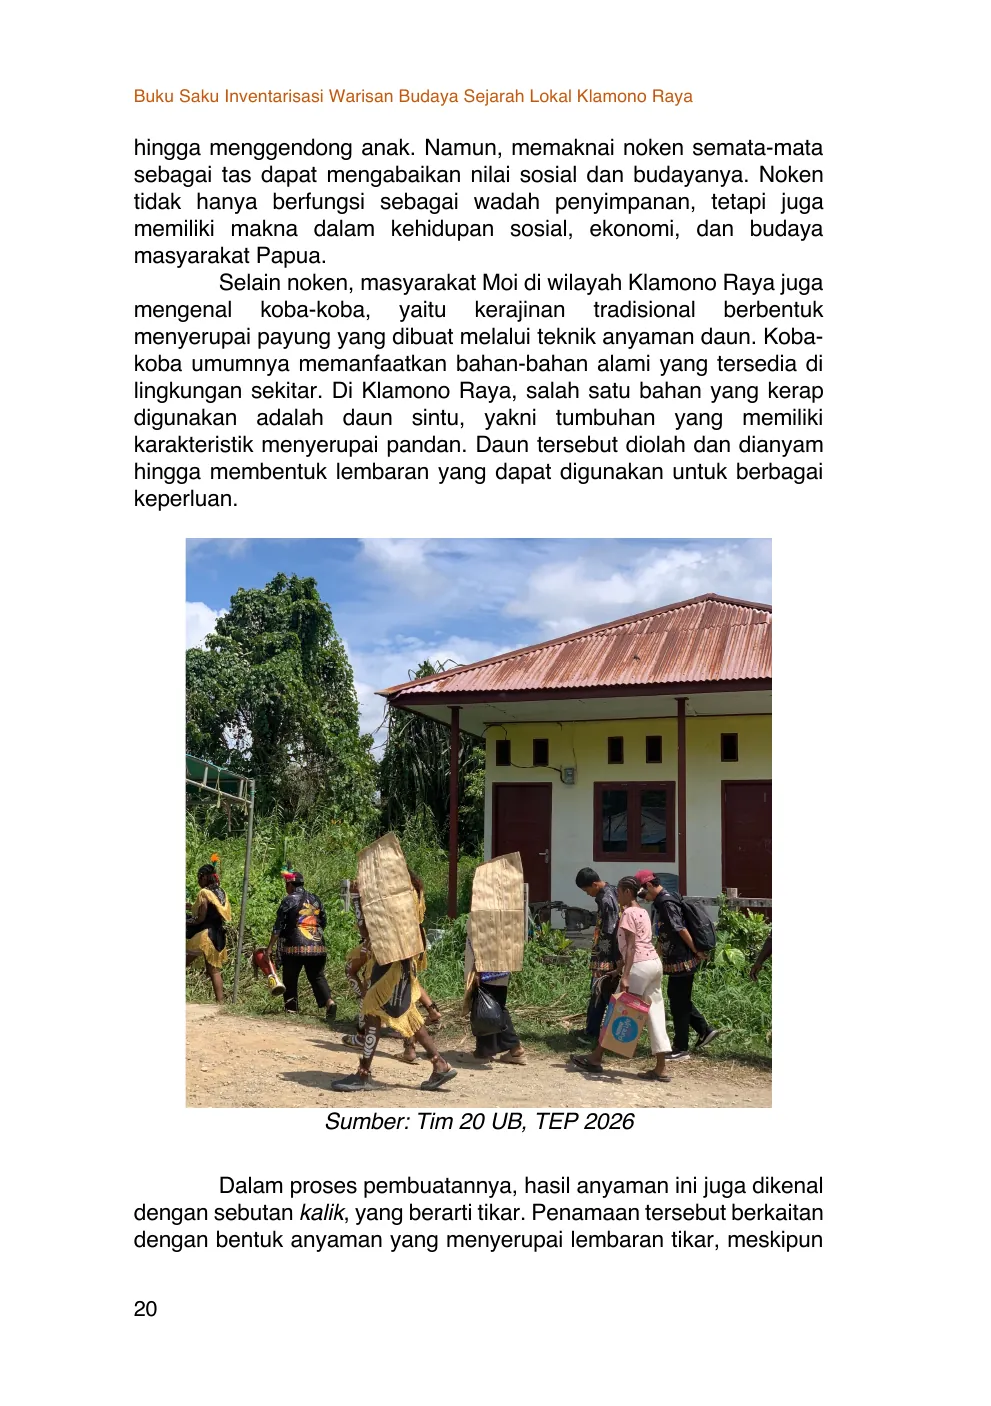 Buku Saku Inventarisasi Warisan Budaya Sejarah Lokal Klamono Raya
hingga menggendong anak. Namun, memaknai noken semata-mata
sebagai tas dapat mengabaikan nilai sosial dan budayanya. Noken
tidak hanya berfungsi sebagai wadah penyimpanan, tetapi juga
memiliki makna dalam kehidupan sosial, ekonomi, dan budaya
masyarakat Papua.
Selain noken, masyarakat Moi di wilayah Klamono Raya juga
mengenal koba-koba, yaitu kerajinan tradisional berbentuk
menyerupai payung yang dibuat melalui teknik anyaman daun. Koba-
koba umumnya memanfaatkan bahan-bahan alami yang tersedia di
lingkungan sekitar. Di Klamono Raya, salah satu bahan yang kerap
digunakan adalah daun sintu, yakni tumbuhan yang memiliki
karakteristik menyerupai pandan. Daun tersebut diolah dan dianyam
hingga membentuk lembaran yang dapat digunakan untuk berbagai
keperluan.
Sumber: Tim 20 UB, TEP 2026
Dalam proses pembuatannya, hasil anyaman ini juga dikenal
dengan sebutan kalik, yang berarti tikar. Penamaan tersebut berkaitan
dengan bentuk anyaman yang menyerupai lembaran tikar, meskipun
20